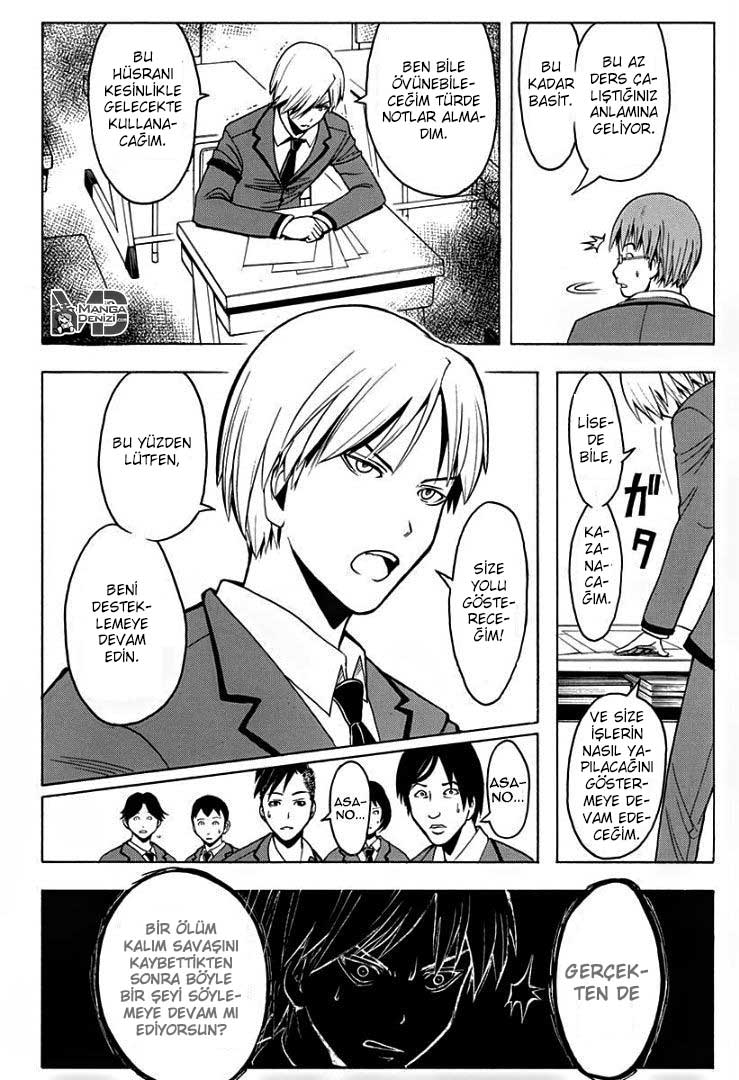 BU AZ
DERS ÇA-
LIŞTIĞINIZ
ANLAMINA
GELİYOR.
BU
KADAR
BASİT.
BEN BİLE
ÖVÜNEBİLE-
CEĞİM TÜRDE
NOTLAR ALMA-
DIM.
BU
HÜSRANI
KESİNLİKLE
GELECEKTE
KULLANA-
CAĞIM.
MD
MANGA
DENİZİ
LİSE-
DE
BİLE,
ガタ
KA-
ZA-
NA-
CA-
ĞIM.
VE SİZE
İŞLERİN
NASIL YA-
PILACAĞINI
GÖSTER-
MEYE DE-
VAM EDE-
CEĞİM.
SİZE
YOLU
GÖSTE-
RECE-
ĞİM!
BU YÜZDEN
LÜTFEN,
BENİ
DESTEK-
LEMEYE
DEVAM
EDİN.
ASA-
NO...
ASA-
NO...
GERÇEK-
TEN DE
BİR ÖLÜM
KALIM SAVAŞINI
KAYBETTİKTEN
SONRA BÖYLE
BİR ŞEYİ SÖYLE-
MEYE DEVAM MI
EDİYORSUN?